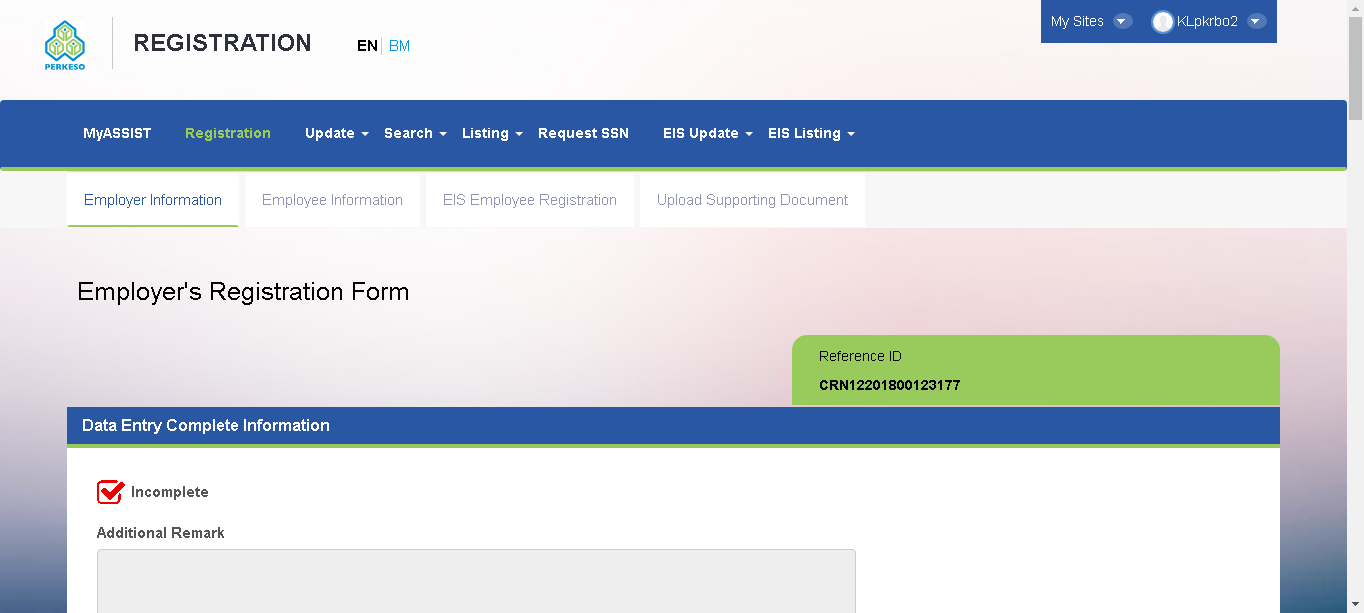 My Sites KLpkrbo2
PERKESO
REGISTRATION EN BM
MyASSIST Registration Update Search Listing Request SSN EIS Update EIS Listing
Employer Information Employee Information EIS Employee Registration Upload Supporting Document
Employer's Registration Form
Reference ID
CRN12201800123177
Data Entry Complete Information
Incomplete
Additional Remark